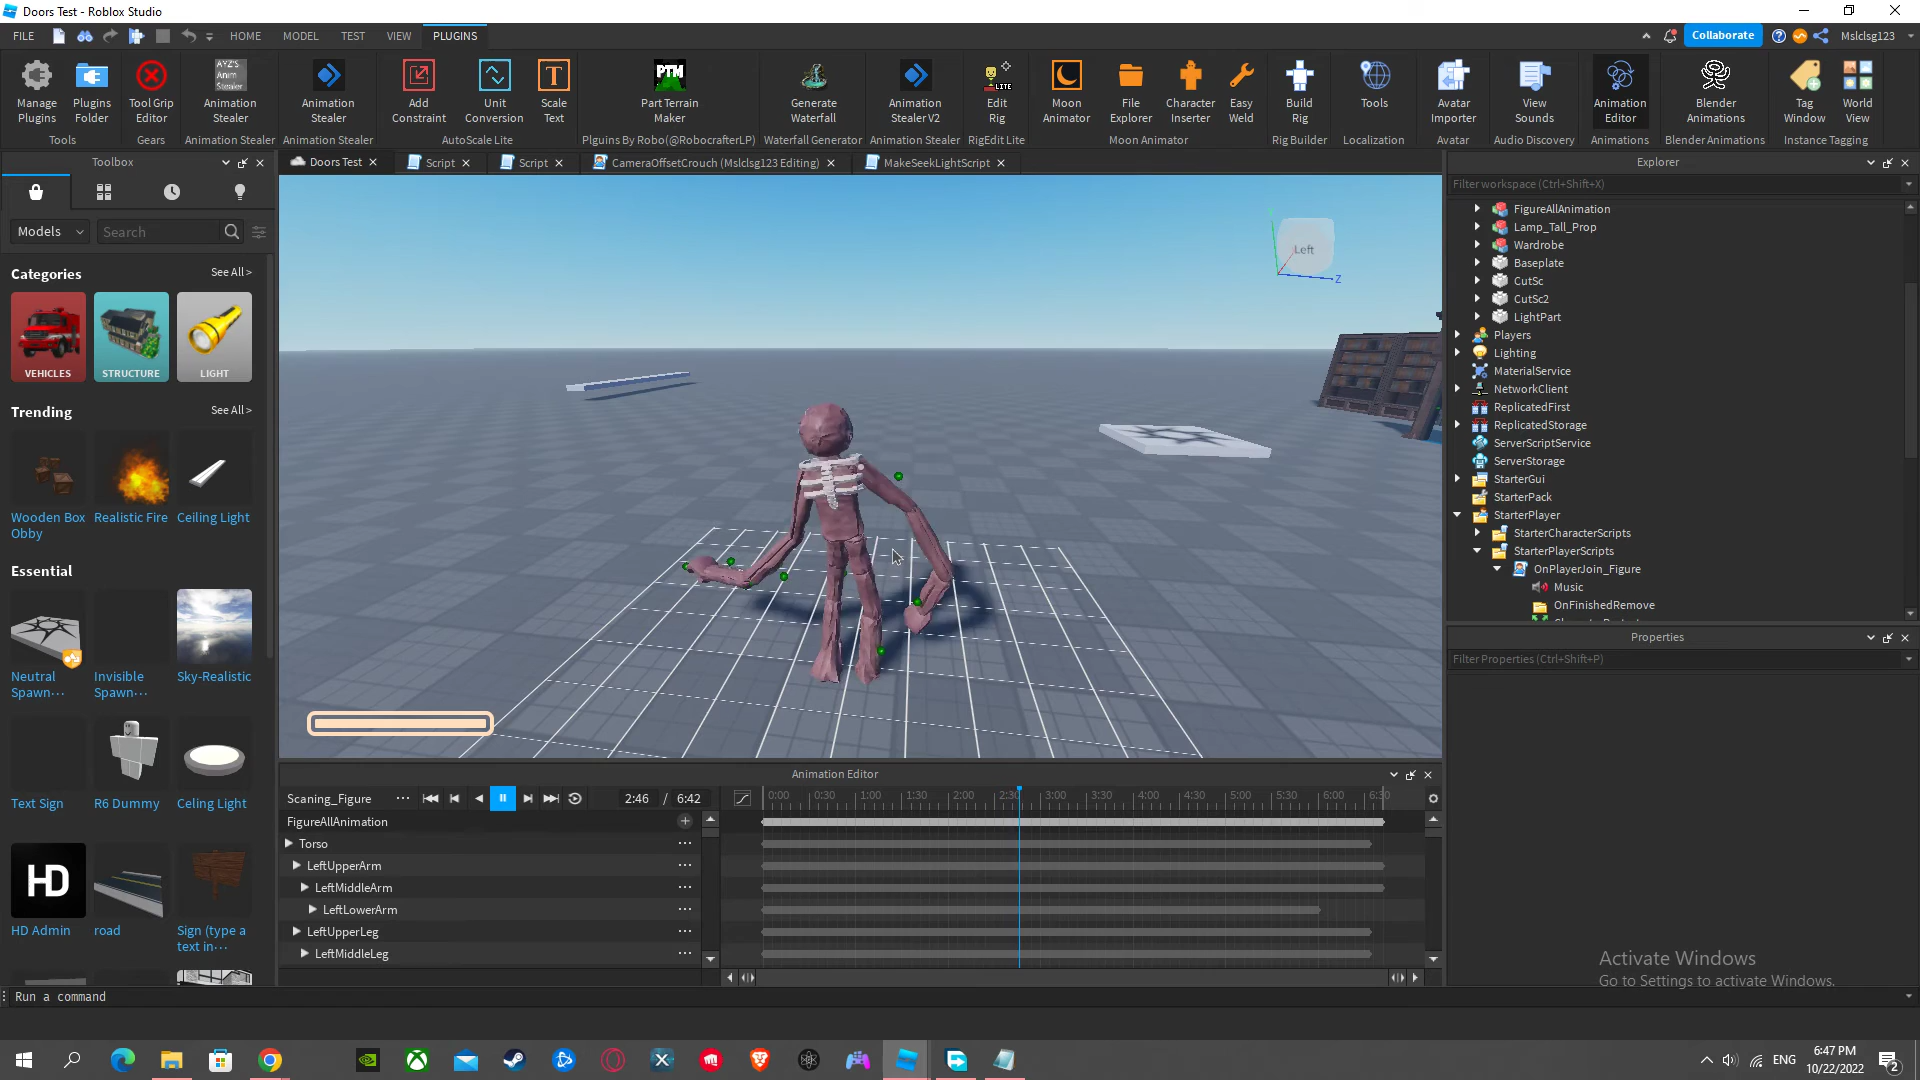 Doors Test - Roblox Studio
FILE
HOME
MODEL
TEST
VIEW
PLUGINS
Collaborate
Mslclsg123
Manage Plugins
Plugins Folder
Tool Grip Editor
AYZ'S Anim Stealer
Animation Stealer
Animation Stealer
Add Constraint
Unit Conversion
Scale Text
PTM
Part Terrain Maker
Generate Waterfall
Animation Stealer V2
LITE
Edit Rig
Moon Animator
File Explorer
Character Inserter
Easy Weld
Build Rig
Tools
Avatar Importer
View Sounds
Animation Editor
Blender Animations
Tag Window
World View
Tools
Gears
Animation Stealer
Animation Stealer
AutoScale Lite
Plguins By Robo(@RobocrafterLP)
Waterfall Generator
Animation Stealer
RigEdit Lite
Moon Animator
Rig Builder
Localization
Avatar
Audio Discovery
Animations
Blender Animations
Instance Tagging
Toolbox
Doors Test
Script
Script
CameraOffsetCrouch (Mslclsg123 Editing)
MakeSeekLightScript
Models
Search
Categories
See All >
VEHICLES
STRUCTURE
LIGHT
Trending
See All >
Wooden Box Obby
Realistic Fire
Ceiling Light
Essential
Neutral Spawn···
Invisible Spawn···
Sky-Realistic
Text Sign
R6 Dummy
Celing Light
HD
HD Admin
road
Sign (type a text in···
Left
Z
Animation Editor
Scaning_Figure
2:46 / 6:42
0:00
0:30
1:00
1:30
2:00
2:30
3:00
3:30
4:00
4:30
5:00
5:30
6:00
6:30
FigureAllAnimation
Torso
LeftUpperArm
LeftMiddleArm
LeftLowerArm
LeftUpperLeg
LeftMiddleLeg
Explorer
Filter workspace (Ctrl+Shift+X)
FigureAllAnimation
Lamp_Tall_Prop
Wardrobe
Baseplate
CutSc
CutSc2
LightPart
Players
Lighting
MaterialService
NetworkClient
ReplicatedFirst
ReplicatedStorage
ServerScriptService
ServerStorage
StarterGui
StarterPack
StarterPlayer
StarterCharacterScripts
StarterPlayerScripts
OnPlayerJoin_Figure
Music
OnFinishedRemove
Properties
Filter Properties (Ctrl+Shift+P)
Activate Windows
Go to Settings to activate Windows.
Run a command
ENG
6:47 PM
10/22/2022
2